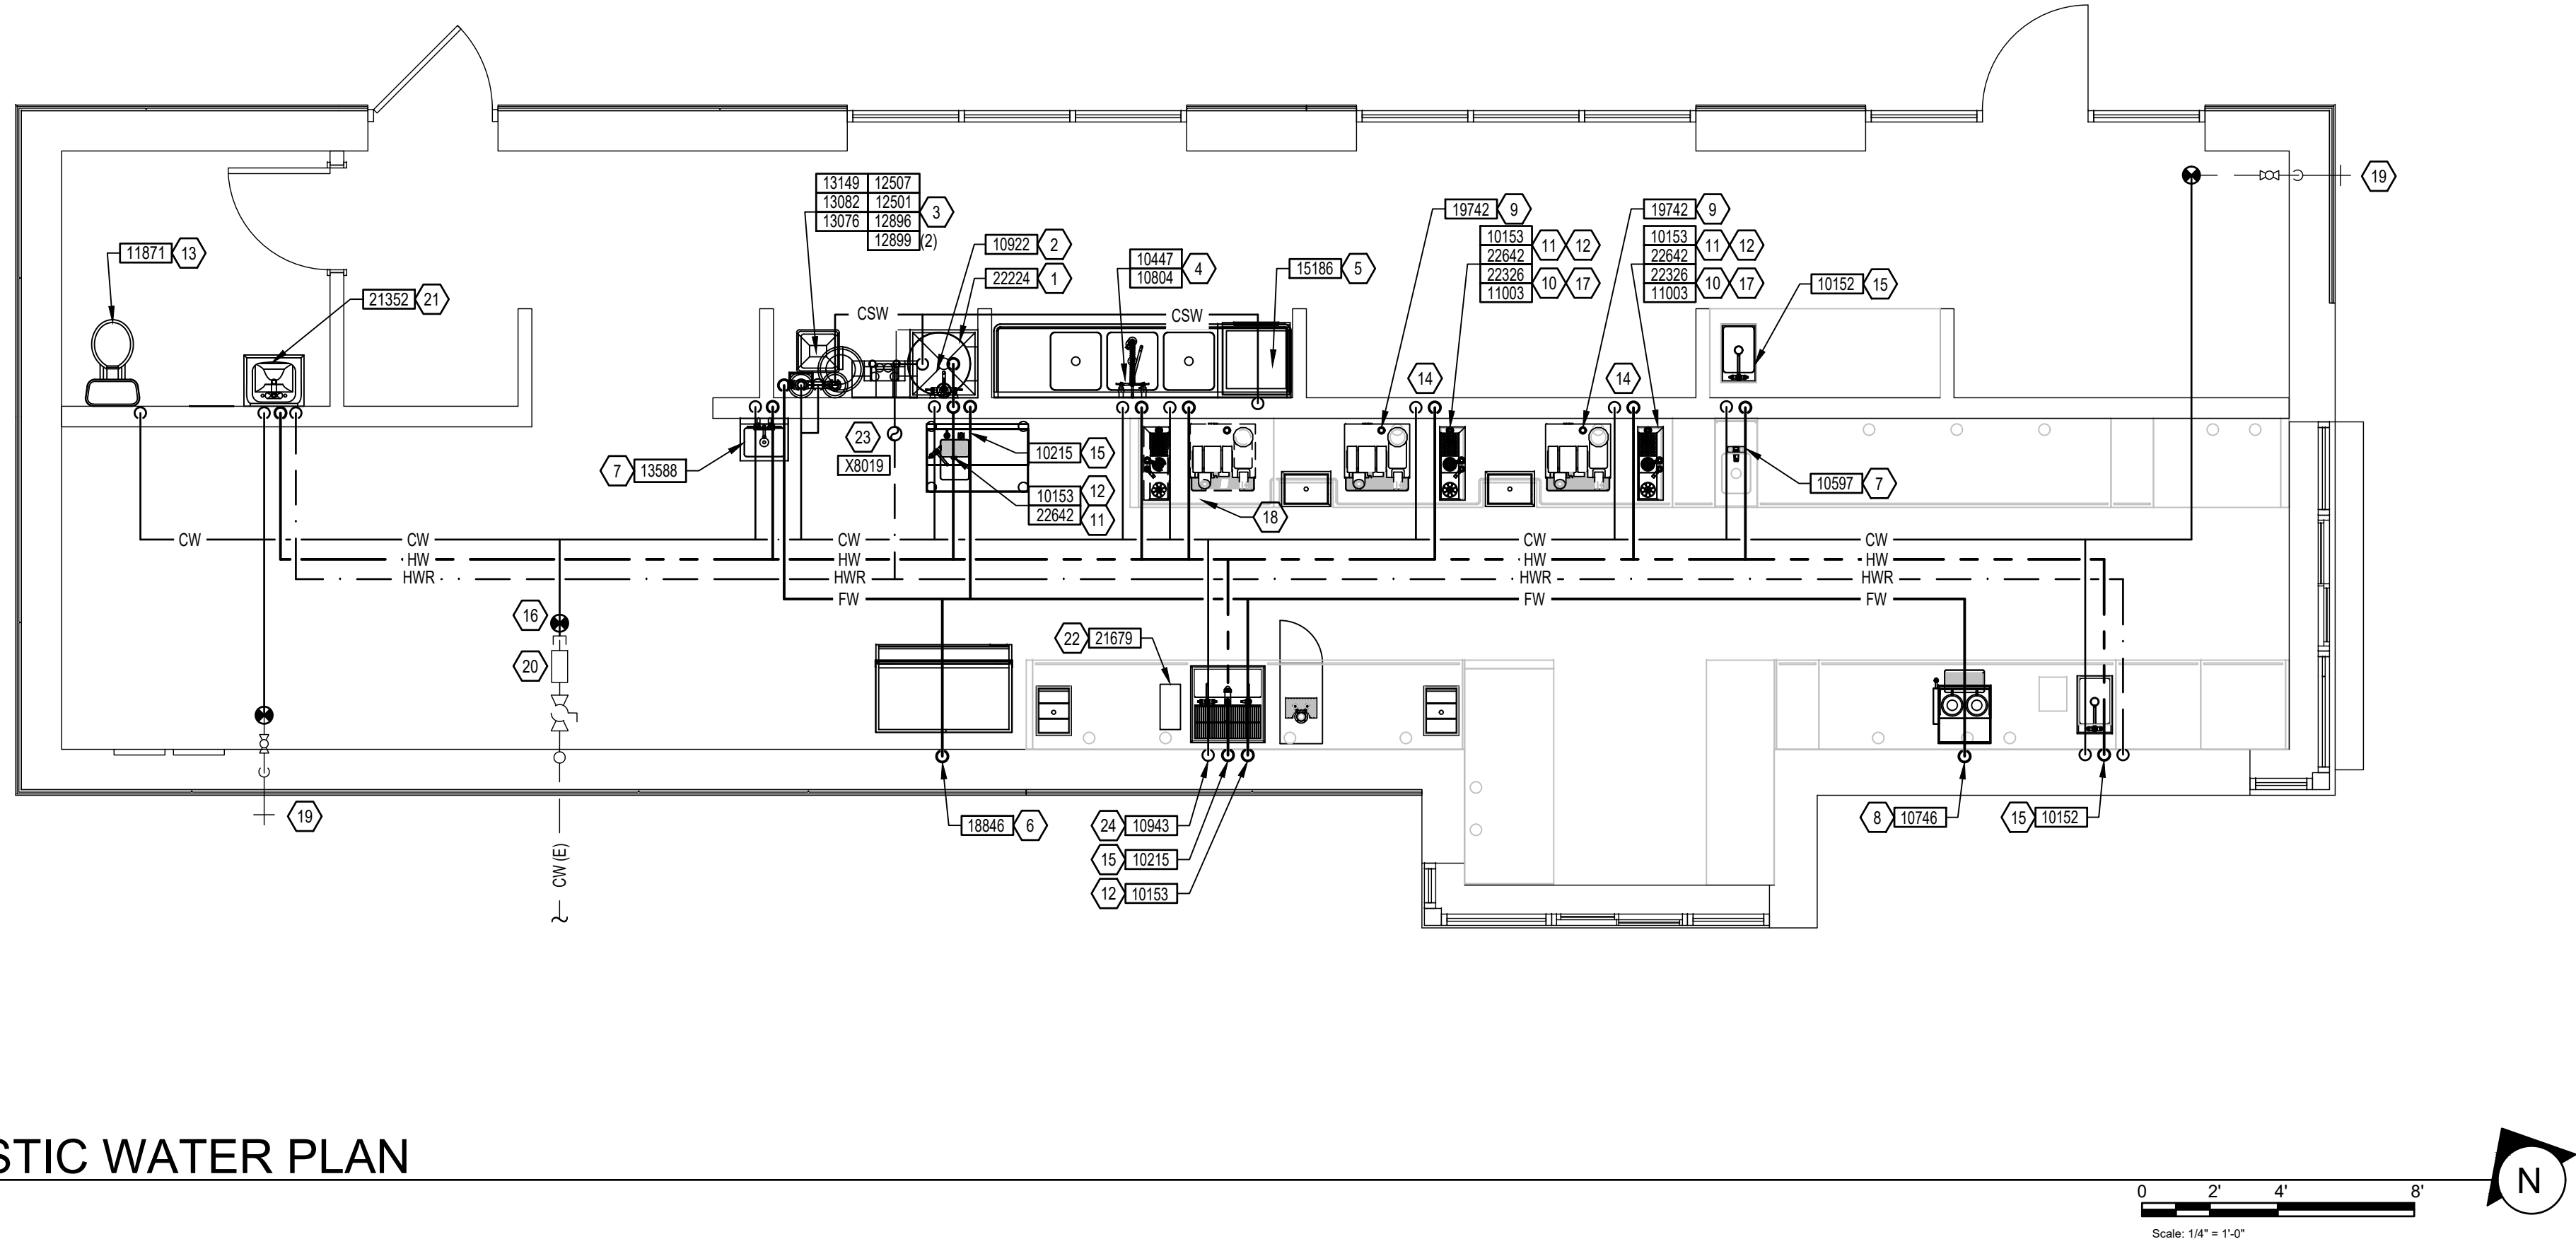 13149 12507
13082 12501 3
13076 12896
12899 (2)
19
19742 9
19742 9
10153
22642 11 12
22326
11003 10 17
10153
22642 11 12
22326
11003 10 17
11871 13
10922 2
22224 1
10447
10804 4
15186 5
10152 15
21352 21
CSW
CSW
14
14
23
X8019
10215 15
7 13588
10153 12
22642 11
18
10597 7
CW CW CW CW CW
HW HW HW HW
HWR HWR HWR HWR
FW FW FW
16
22 21679
20
19
18846 6
24 10943
8 10746
15 10152
15 10215
12 10153
CW (E)
STIC WATER PLAN
N
0 2' 4' 8'
Scale: 1/4" = 1'-0"